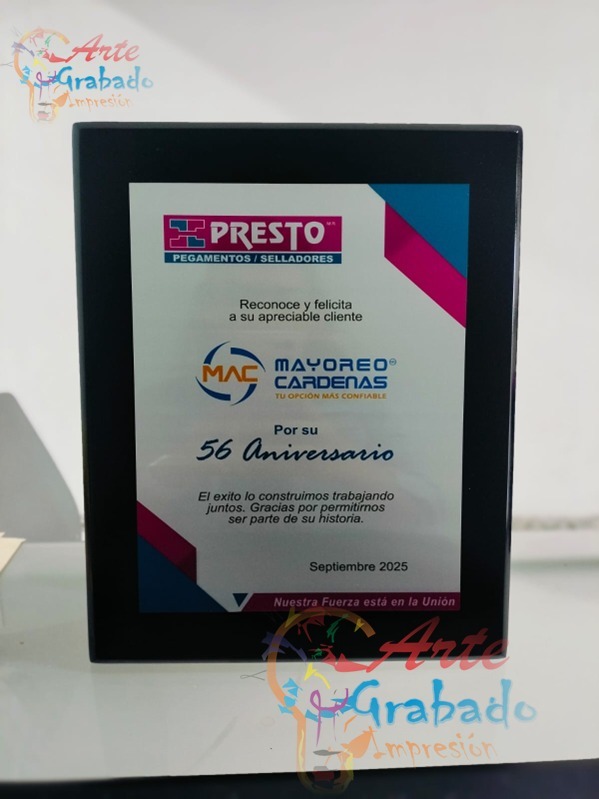 Arte
Grabado
Impresión
PRESTO MR
PEGAMENTOS / SELLADORES
Reconoce y felicita
a su apreciable cliente
MAC
MAYOREO
CARDENAS
TU OPCIÓN MÁS CONFIABLE
Por su
56 Aniversario
El exito lo construimos trabajando
juntos. Gracias por permitirnos
ser parte de su historia.
Septiembre 2025
Nuestra Fuerza está en la Unión
Arte
Grabado
Impresión